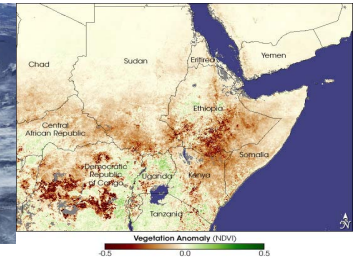 Chad
Sudan
Eritrea
Yemen
Ethiopia
Central
African Republic
Democratic
Republic
of Congo
Uganda
Kenya
Somalia
Tanzania
N
Vegetation Anomaly (NDVI)
-0.5 0.0 0.5